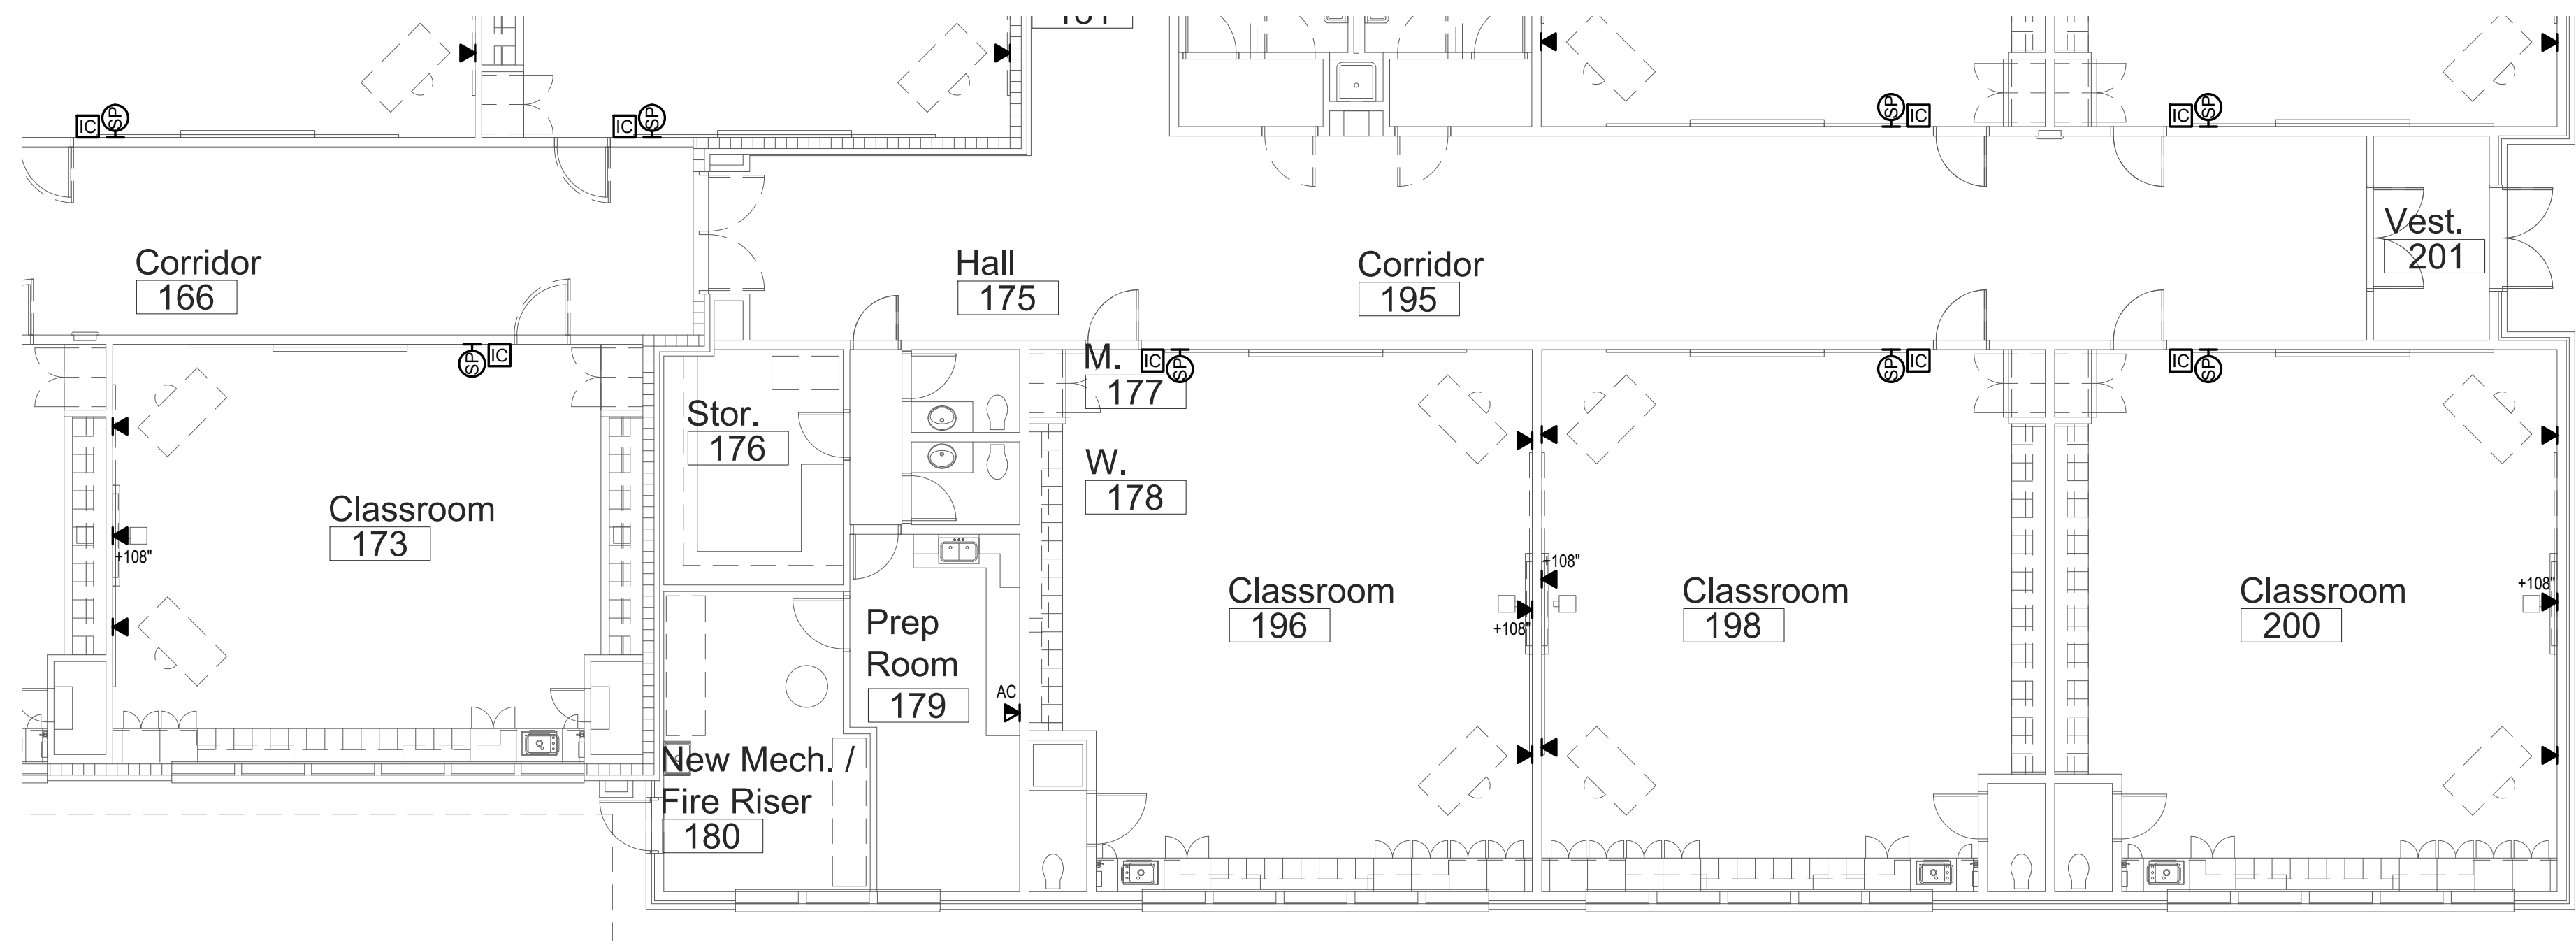 IC SP
IC SP
SP IC
IC SP
Corridor
166
Hall
175
Corridor
195
Vest.
201
SP IC
M.
177
IC SP
SP IC
IC SP
Stor.
176
W.
178
Classroom
173
+108"
Classroom
196
+108"
Classroom
198
+108"
Classroom
200
+108"
Prep
Room
179
AC
New Mech. /
Fire Riser
180